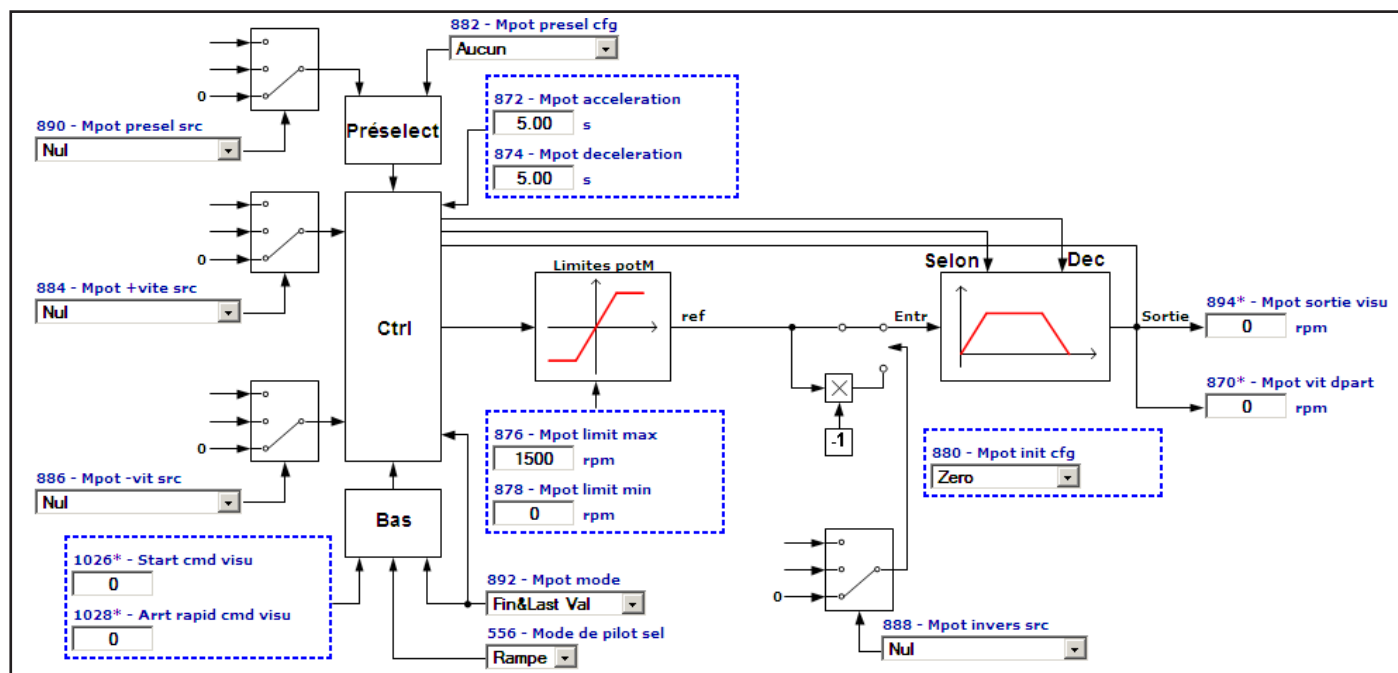 882 - Mpot presel cfg
Aucun
0
890 - Mpot presel src
Nul
Préselect
872 - Mpot acceleration
5.00 s
874 - Mpot deceleration
5.00 s
0
884 - Mpot +vite src
Nul
Ctrl
Limites potM
ref
Selon
Dec
Entr
Sortie
894* - Mpot sortie visu
0 rpm
870* - Mpot vit dpart
0 rpm
-1
0
886 - Mpot -vit src
Nul
876 - Mpot limit max
1500 rpm
878 - Mpot limit min
0 rpm
880 - Mpot init cfg
Zero
Bas
1026* - Start cmd visu
0
1028* - Arrt rapid cmd visu
0
892 - Mpot mode
Fin&Last Val
556 - Mode de pilot sel
Rampe
0
888 - Mpot invers src
Nul